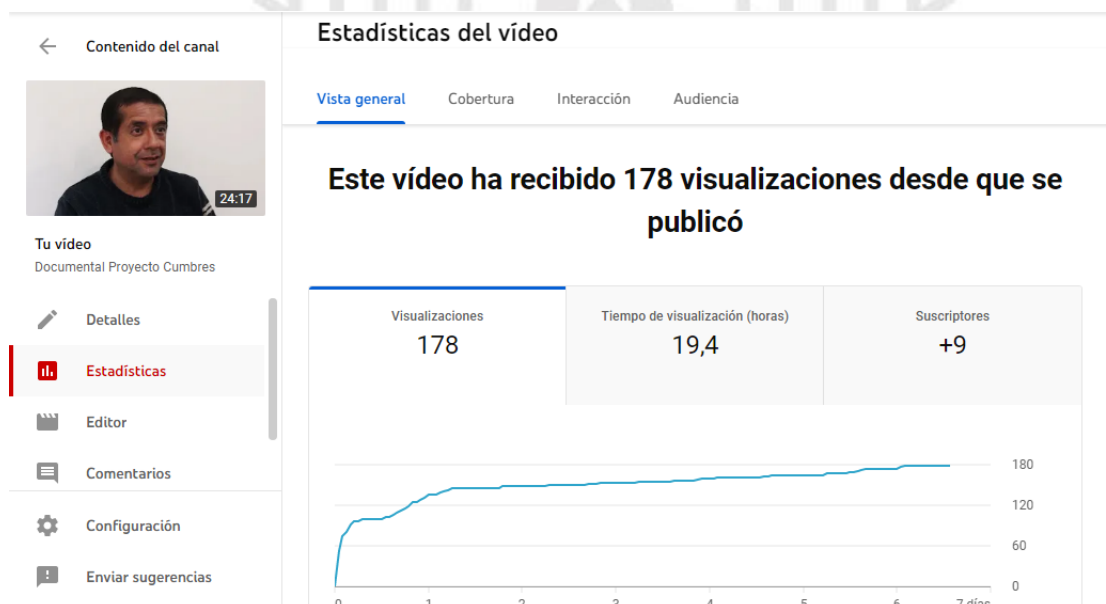 Contenido del canal
24:17
Tu vídeo
Documental Proyecto Cumbres
Detalles
Estadísticas
Editor
Comentarios
Configuración
Enviar sugerencias
Estadísticas del vídeo
Vista general Cobertura Interacción Audiencia
Este vídeo ha recibido 178 visualizaciones desde que se
publicó
Visualizaciones Tiempo de visualización (horas) Suscriptores
178 19,4 +9
180
120
60
0
0 1 2 3 4 5 6 7 días